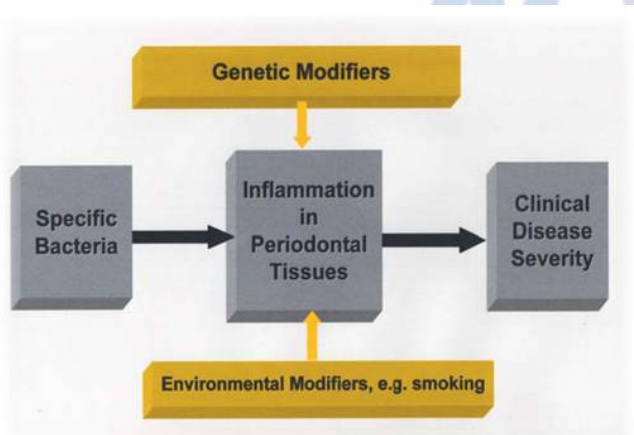 Genetic Modifiers
Specific
Bacteria
Inflammation
in
Periodontal
Tissues
Clinical
Disease
Severity
Environmental Modifiers, e.g. smoking